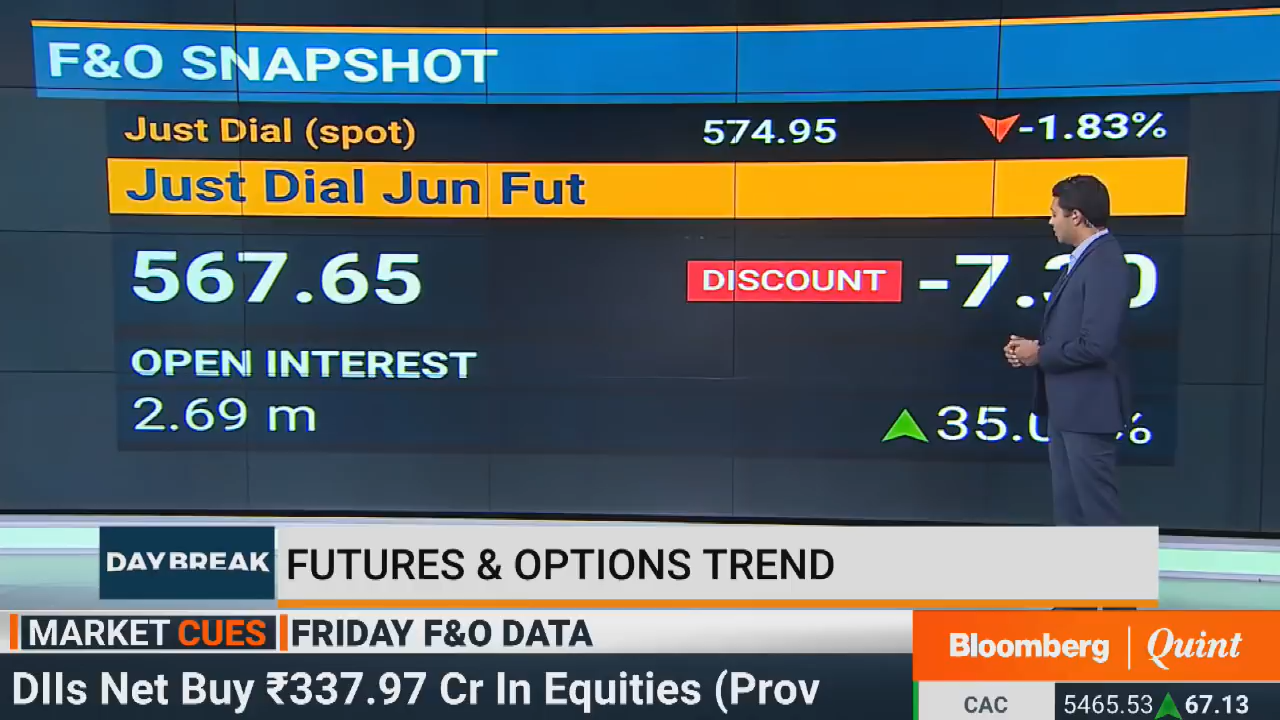 F&O SNAPSHOT
Just Dial (spot) 574.95 -1.83%
Just Dial Jun Fut
567.65 DISCOUNT
OPEN INTEREST
2.69 m
DAYBREAK FUTURES & OPTIONS TREND
MARKET CUES FRIDAY F&O DATA
Bloomberg | Quint
DIIs Net Buy ₹337.97 Cr In Equities (Prov
CAC 5465.53 67.13